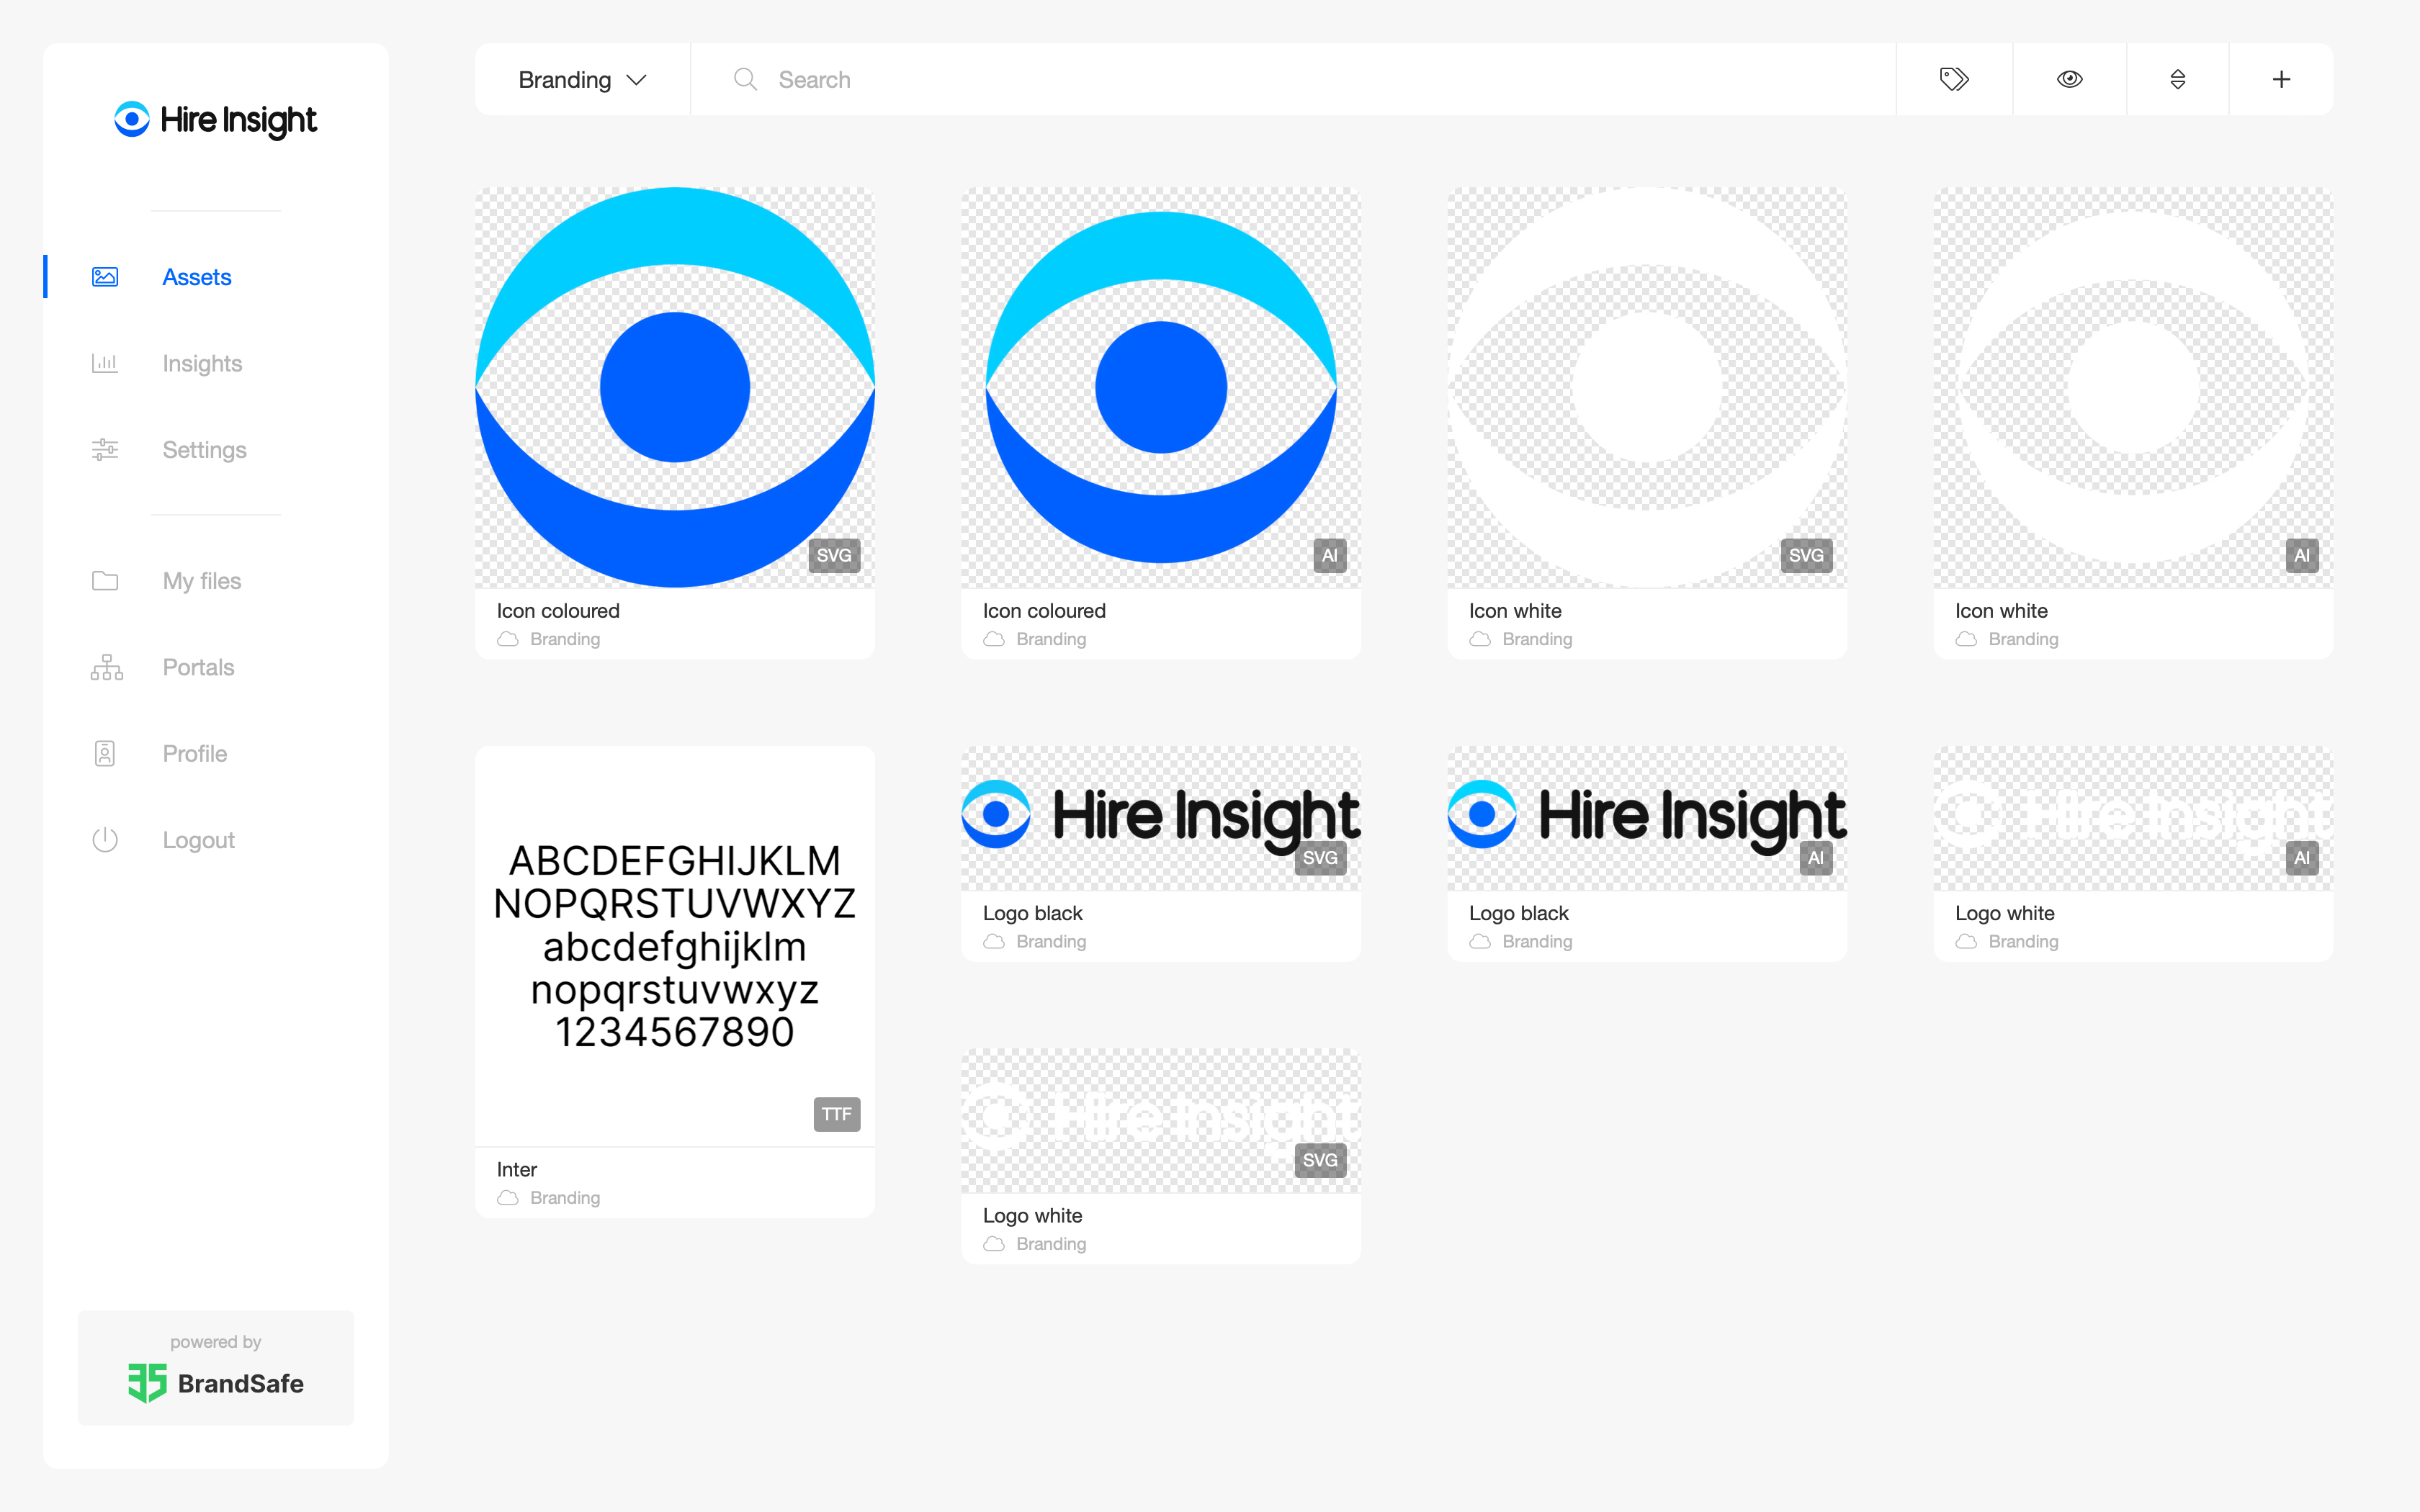 Hire Insight
Assets
Insights
Settings
My files
Portals
Profile
Logout
powered by
BrandSafe
Branding
Search
SVG
Icon coloured
Branding
AI
Icon coloured
Branding
SVG
Icon white
Branding
AI
Icon white
Branding
ABCDEFGHIJKLM
NOPQRSTUVWXYZ
abcdefghijklm
nopqrstuvwxyz
1234567890
TTF
Inter
Branding
Hire Insight
SVG
Logo black
Branding
Hire Insight
AI
Logo black
Branding
Hire Insight
AI
Logo white
Branding
Hire Insight
SVG
Logo white
Branding